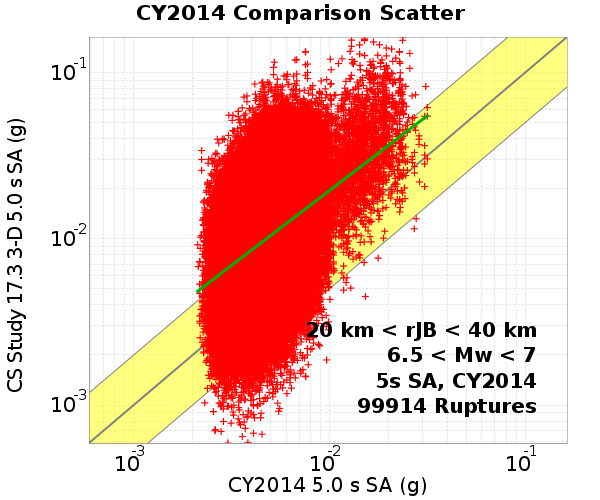 CY2014 Comparison Scatter
CS Study 17.3 3-D 5.0 s SA (g)
10-1
10-2
10-3
20 km < rJB < 40 km
6.5 < Mw < 7
5s SA, CY2014
99914 Ruptures
10-3 10-2 10-1
CY2014 5.0 s SA (g)